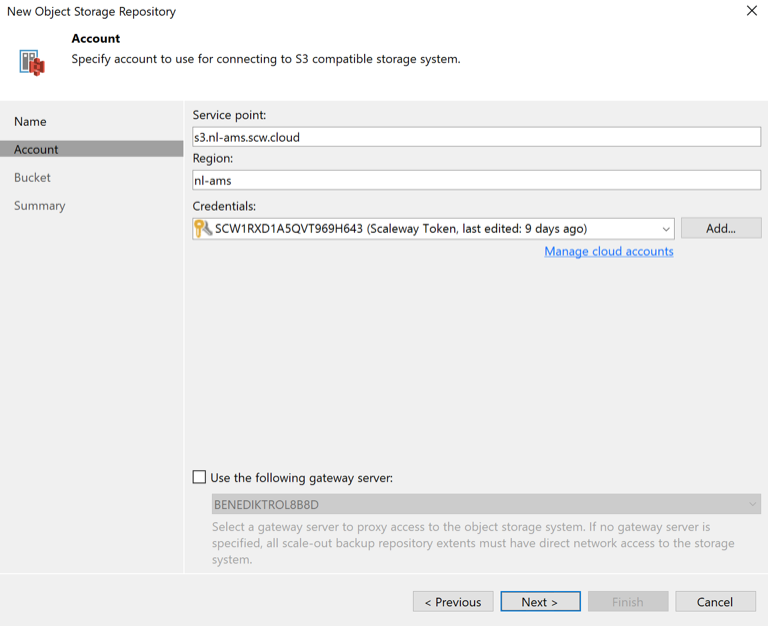 New Object Storage Repository
Account
Specify account to use for connecting to S3 compatible storage system.
Name
Account
Bucket
Summary
Service point:
s3.nl-ams.scw.cloud
Region:
nl-ams
Credentials:
SCW1RXD1A5QVT969H643 (Scaleway Token, last edited: 9 days ago)
Add...
Manage cloud accounts
Use the following gateway server:
BENEDIKTROL8B8D
Select a gateway server to proxy access to the object storage system. If no gateway server is
specified, all scale-out backup repository extents must have direct network access to the storage
system.
< Previous
Next >
Finish
Cancel